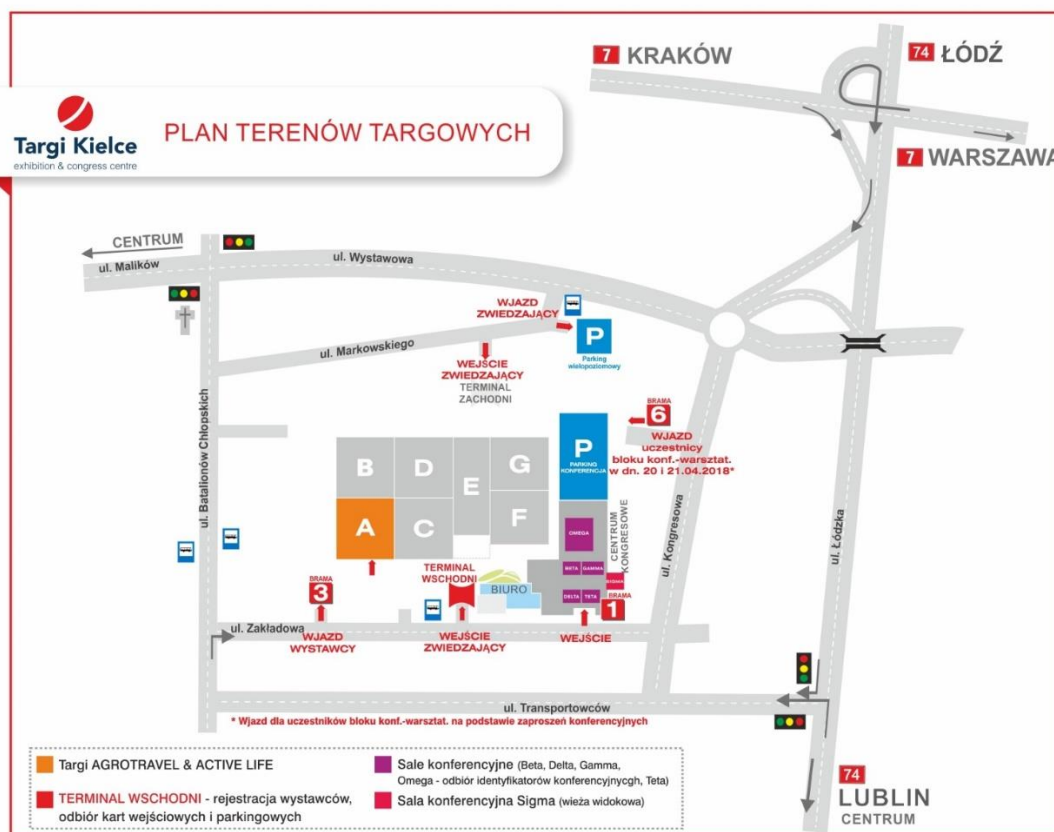 7 KRAKÓW
74 ŁÓDŹ
Targi Kielce
exhibition & congress centre
PLAN TERENÓW TARGOWYCH
7 WARSZAWA
CENTRUM
ul. Malików
ul. Wystawowa
WJAZD
ZWIEDZAJĄCY
P
Parking
wielopoziomowy
ul. Markowskiego
WEJŚCIE
ZWIEDZAJĄCY
TERMINAL
ZACHODNI
ul. Batalionów Chłopskich
BRAMA
6
WJAZD
uczestnicy
bloku konf.-warsztat.
w dn. 20 i 21.04.2018*
P
PARKING
KONFERENCJA
B
D
E
G
A
C
F
OMEGA
BETA
GAMMA
DELTA
TETA
SIGMA
CENTRUM
KONGRESOWE
ul. Kongresowa
ul. Łódzka
TERMINAL
WSCHODNI
BIURO
BRAMA
3
BRAMA
1
ul. Zakładowa
WJAZD
WYSTAWCY
WEJŚCIE
ZWIEDZAJĄCY
WEJŚCIE
ul. Transportowców
* Wjazd dla uczestników bloku konf.-warsztat. na podstawie zaproszeń konferencyjnych
Targi AGROTRAVEL & ACTIVE LIFE
TERMINAL WSCHODNI - rejestracja wystawców,
odbiór kart wejściowych i parkingowych
Sale konferencyjne (Beta, Delta, Gamma,
Omega - odbiór identyfikatorów konferencyjnycgh, Teta)
Sala konferencyjna Sigma (wieża widokowa)
74
LUBLIN
CENTRUM